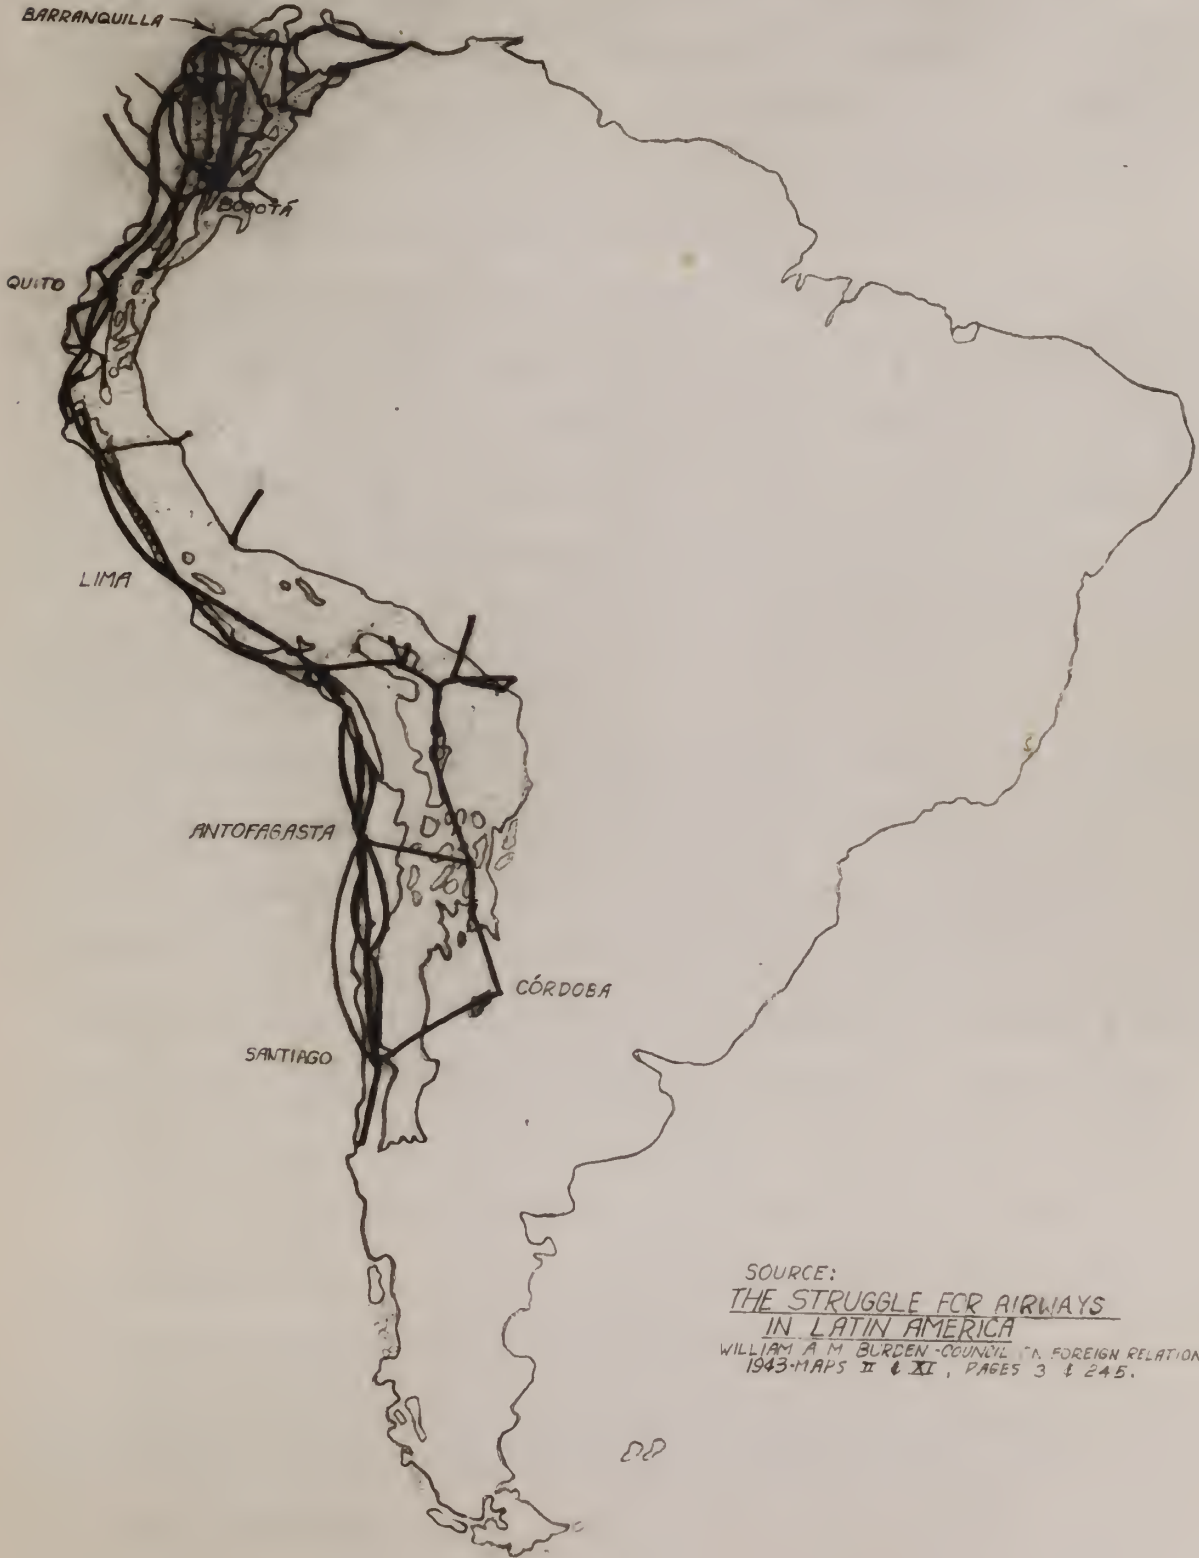 BARRANQUILLA
BOGOTÁ
QUITO
LIMA
ANTOFAGASTA
CÓRDOBA
SANTIAGO
SOURCE:
THE STRUGGLE FOR AIRWAYS
IN LATIN AMERICA
WILLIAM A M BURDEN-COUNCIL FOREIGN RELATION
1943-MAPS II & XI, PAGES 3 & 245.